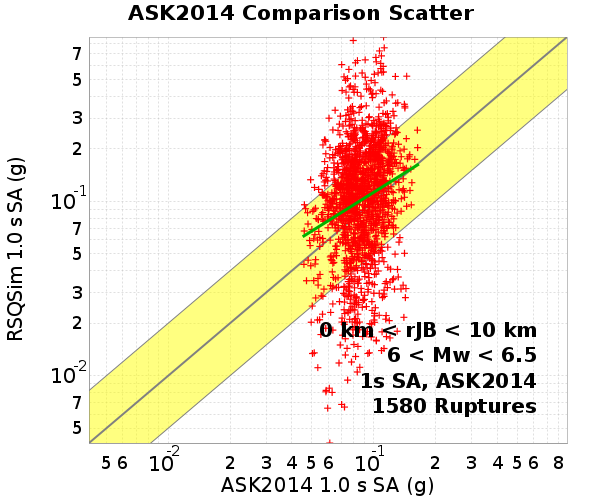 ASK2014 Comparison Scatter
RSQSim 1.0 s SA (g)
7
5
3
2
10-1
7
5
3
2
10-2
7
5
0 km < rJB < 10 km
6 < Mw < 6.5
1s SA, ASK2014
1580 Ruptures
5 6 10-2 2 3 4 5 6 10-1 2 3 4 5 6 8
ASK2014 1.0 s SA (g)